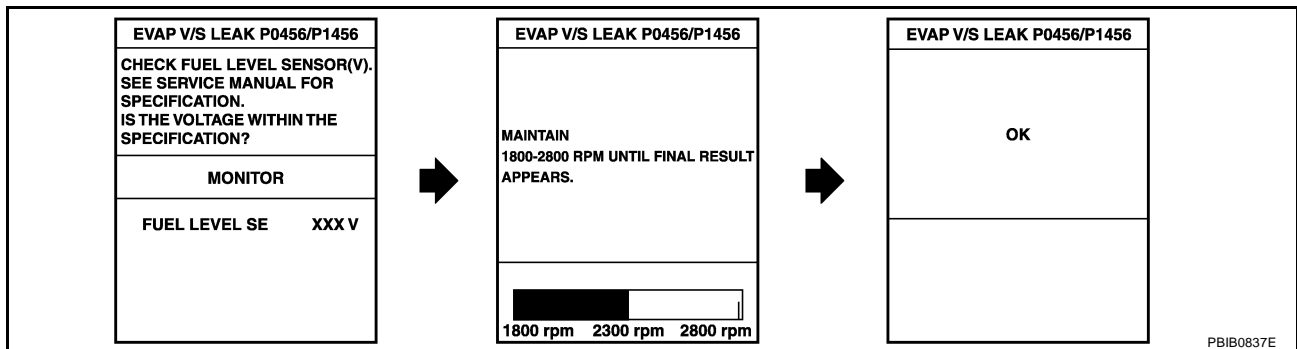 EVAP V/S LEAK P0456/P1456
CHECK FUEL LEVEL SENSOR(V).
SEE SERVICE MANUAL FOR
SPECIFICATION.
IS THE VOLTAGE WITHIN THE
SPECIFICATION?
MONITOR
FUEL LEVEL SE XXX V
EVAP V/S LEAK P0456/P1456
MAINTAIN
1800-2800 RPM UNTIL FINAL RESULT
APPEARS.
1800 rpm 2300 rpm 2800 rpm
EVAP V/S LEAK P0456/P1456
OK
PBIB0837E